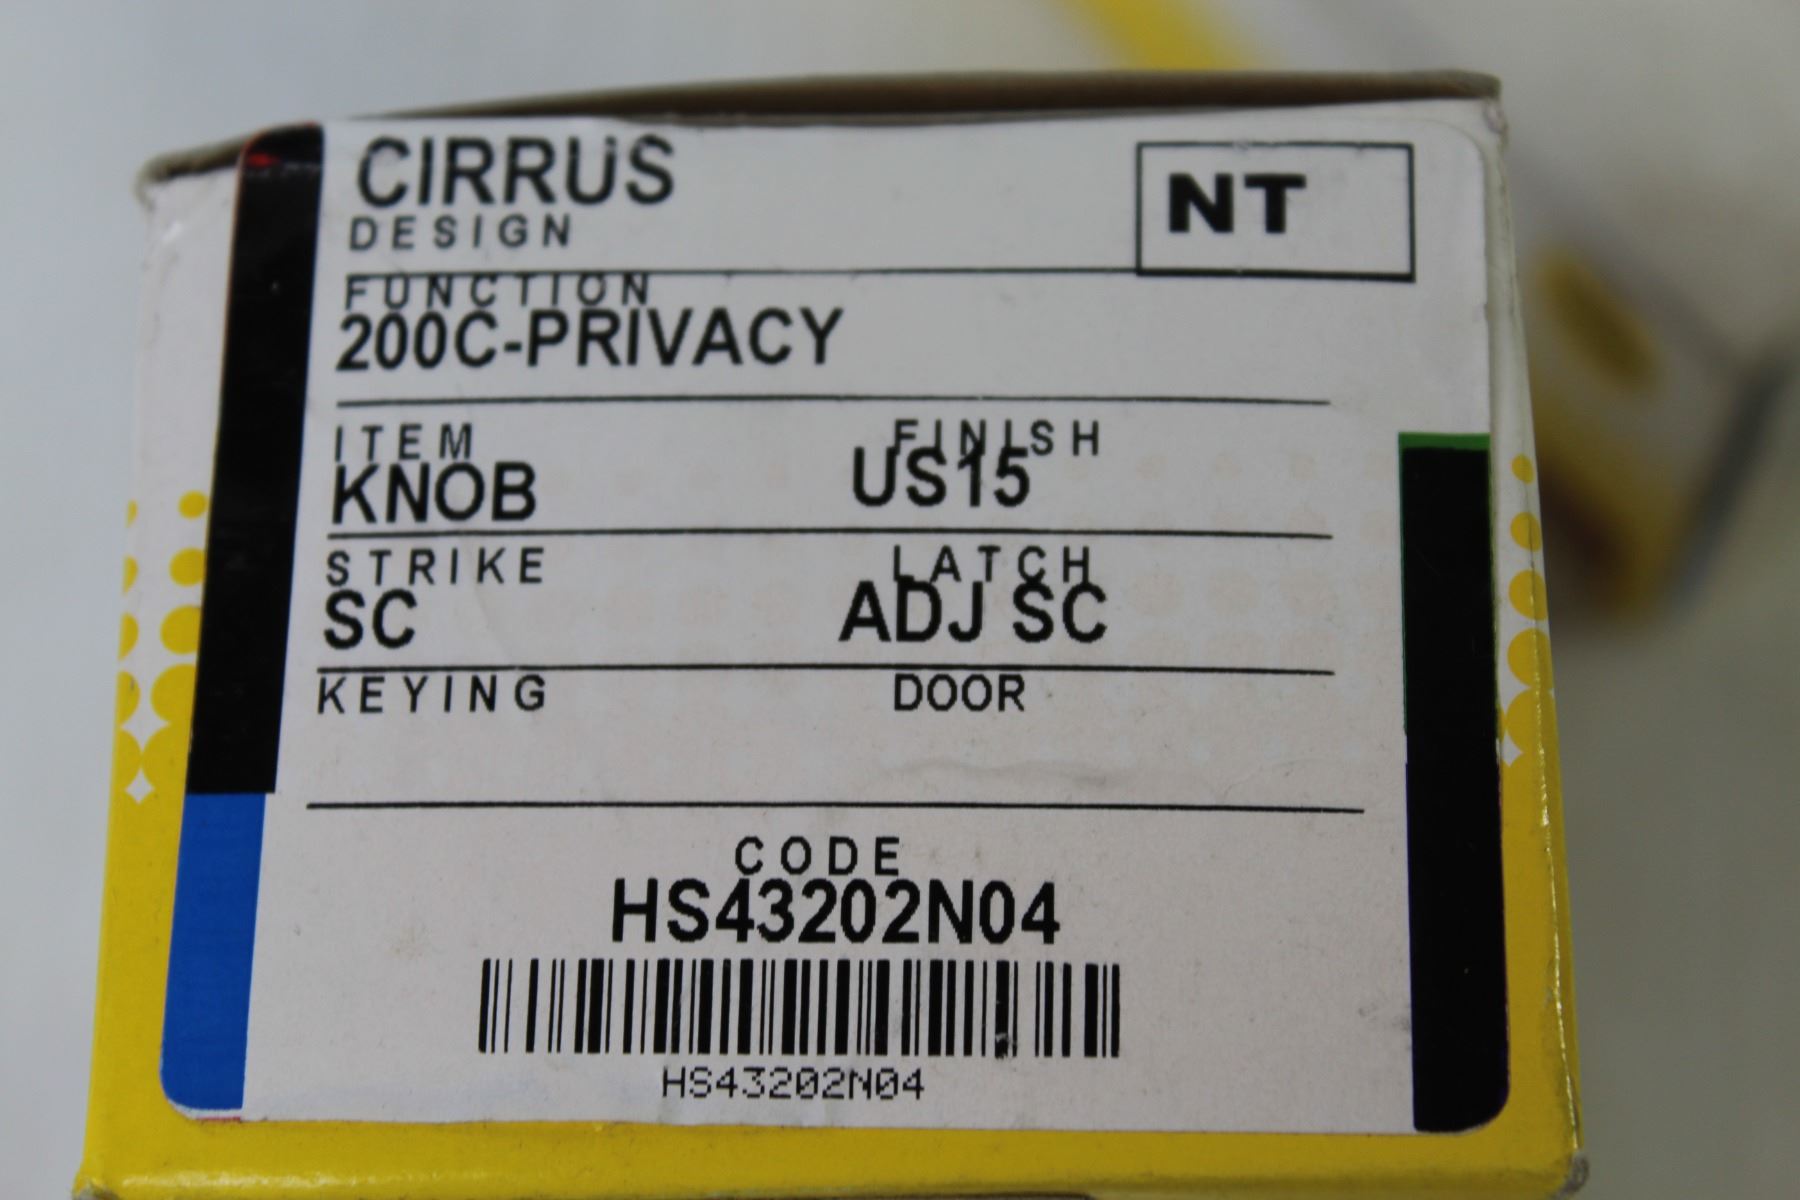 CIRRUS
DESIGN
NT
FUNCTION
200C-PRIVACY
ITEM
KNOB
FINISH
US15
STRIKE
SC
LATCH
ADJ SC
KEYING
DOOR
CODE
HS43202N04
HS43202N04